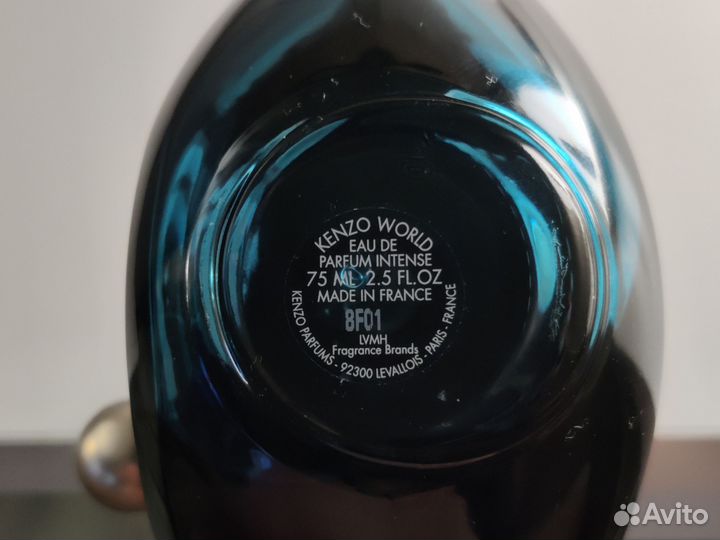 KENZO WORLD
EAU DE
PARFUM INTENSE
75 ML 2.5 FL.OZ
MADE IN FRANCE
8F01
LVMH
Fragrance Brands
KENZO PARFUMS - 92300 LEVALLOIS - PARIS - FRANCE
Avito